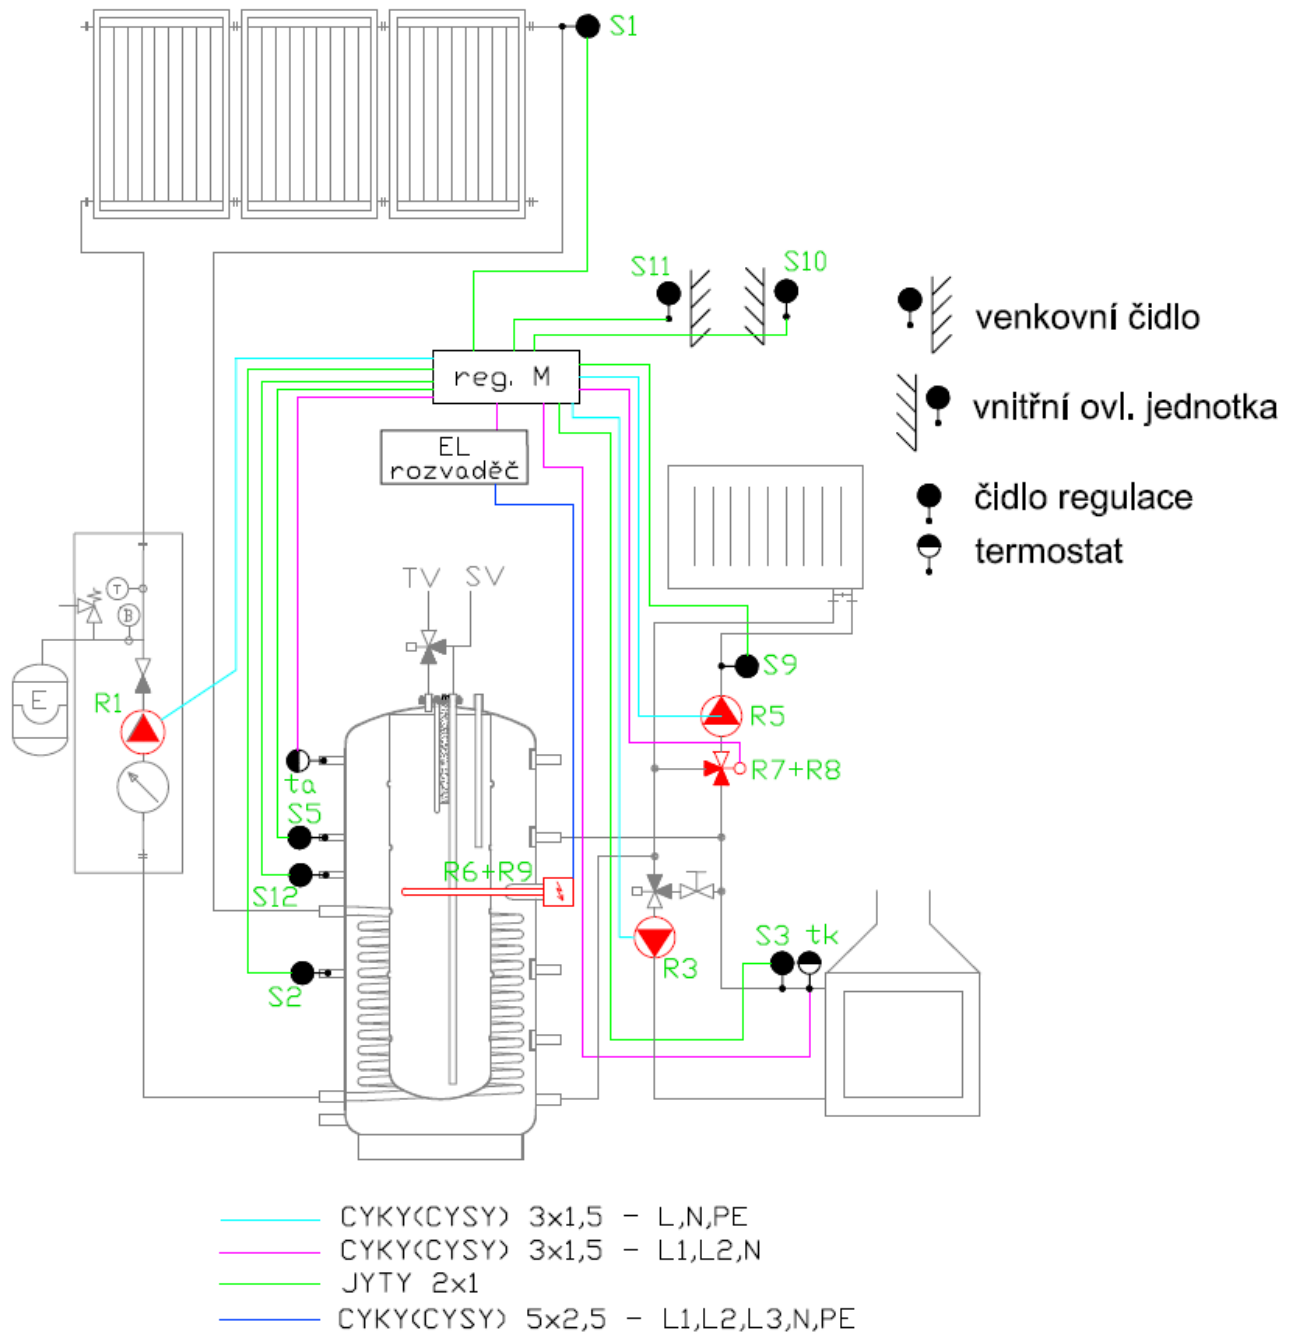 S1
S11
S10
venkovní čidlo
reg. M
vnitřní ovl. jednotka
EL
rozvaděč
čidlo regulace
termostat
TV
SV
T
B
E
R1
S9
R5
R7+R8
ta
S5
R6+R9
S12
S3 tk
R3
S2
CYKY(CYSY) 3x1,5 - L,N,PE
CYKY(CYSY) 3x1,5 - L1,L2,N
JYTY 2x1
CYKY(CYSY) 5x2,5 - L1,L2,L3,N,PE